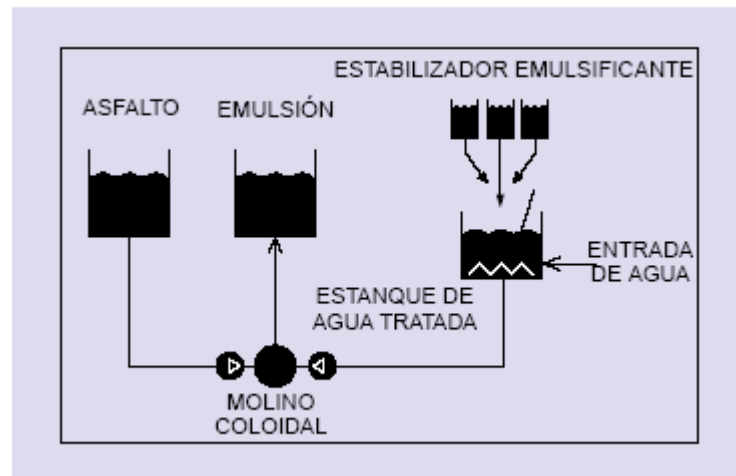 ESTABILIZADOR EMULSIFICANTE
ASFALTO
EMULSIÓN
ENTRADA
DE AGUA
ESTANQUE DE
AGUA TRATADA
MOLINO
COLOIDAL